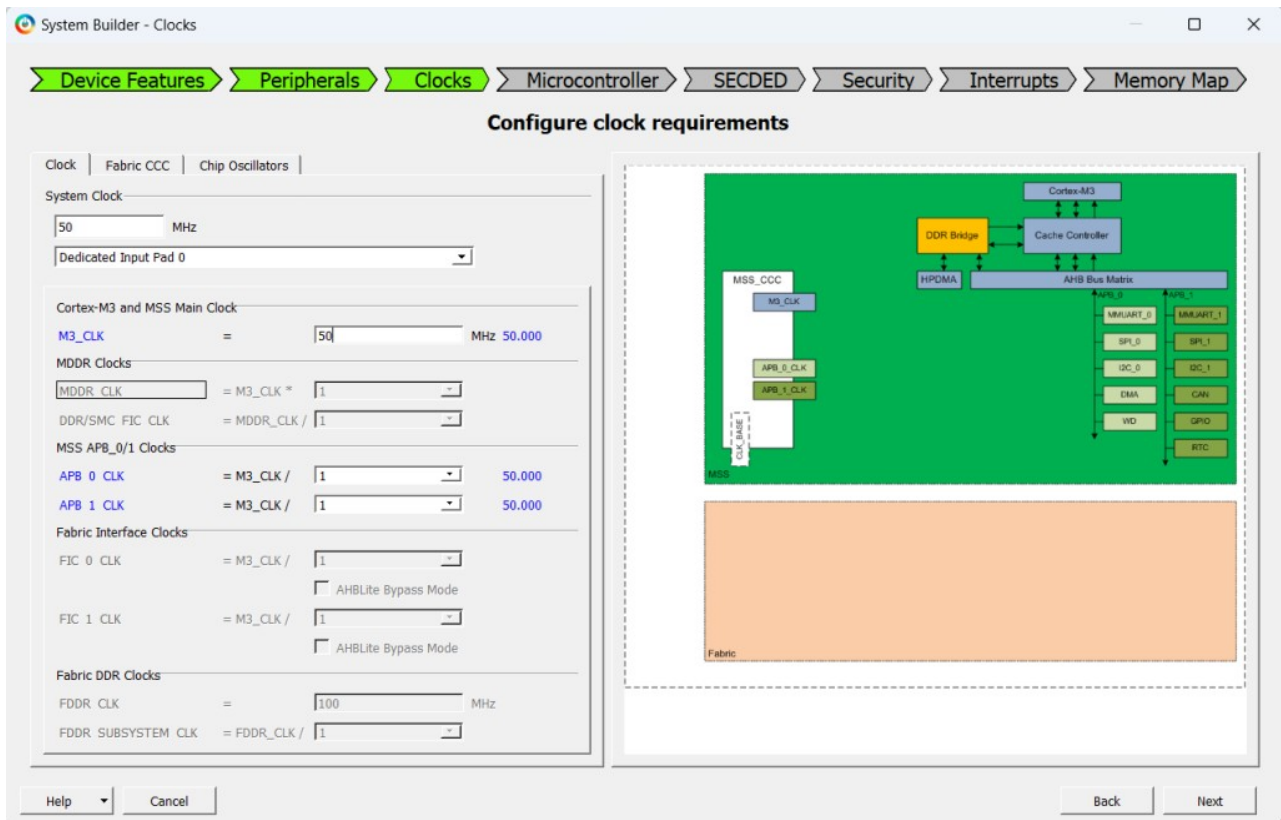 System Builder - Clocks
Device Features Peripherals Clocks Microcontroller SECDED Security Interrupts Memory Map
Configure clock requirements
Clock Fabric CCC Chip Oscillators
System Clock
50 MHz
Dedicated Input Pad 0
Cortex-M3 and MSS Main Clock
M3_CLK = 50 MHz 50.000
MDDR Clocks
MDDR CLK = M3_CLK * 1
DDR/SMC FIC CLK = MDDR_CLK / 1
MSS APB_0/1 Clocks
APB 0 CLK = M3_CLK / 1 50.000
APB 1 CLK = M3_CLK / 1 50.000
Fabric Interface Clocks
FIC 0 CLK = M3_CLK / 1
AHBLite Bypass Mode
FIC 1 CLK = M3_CLK / 1
AHBLite Bypass Mode
Fabric DDR Clocks
FDDR CLK = 100 MHz
FDDR SUBSYSTEM CLK = FDDR_CLK / 1
Cortex-M3
DDR Bridge Cache Controller
MSS_CCC HPDMA AHB Bus Matrix
M3_CLK APB_0 APB_1
MMUART_0 MMUART_1
SPI_0 SPI_1
APB_0_CLK I2C_0 I2C_1
APB_1_CLK DMA CAN
CLK_BASE WD GPIO
RTC
MSS
Fabric
Help Cancel Back Next